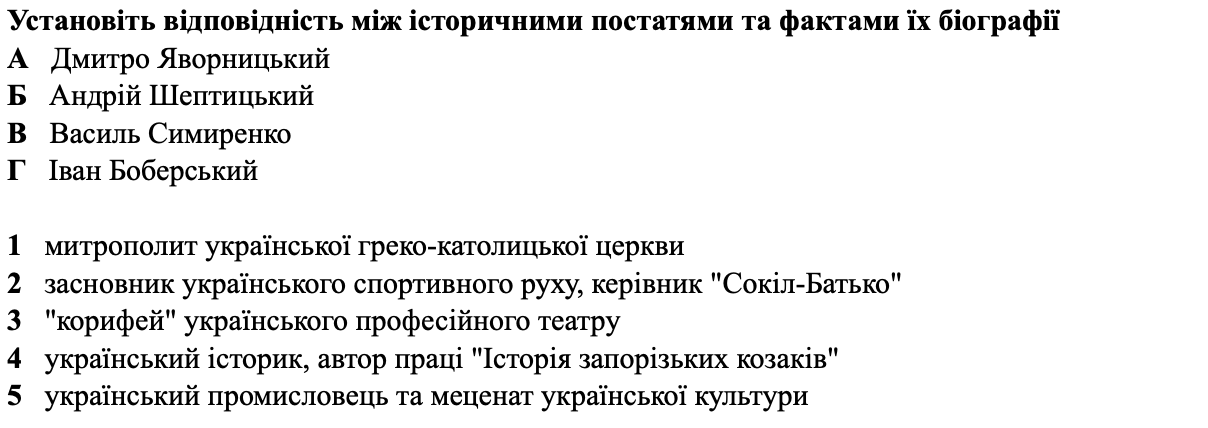 Установіть відповідність між історичними постатями та фактами їх біографії
А Дмитро Яворницький
Б Андрій Шептицький
В Василь Симиренко
Г Іван Боберський
1 митрополит української греко-католицької церкви
2 засновник українського спортивного руху, керівник "Сокіл-Батько"
3 "корифей" українського професійного театру
4 український історик, автор праці "Історія запорізьких козаків"
5 український промисловець та меценат української культури